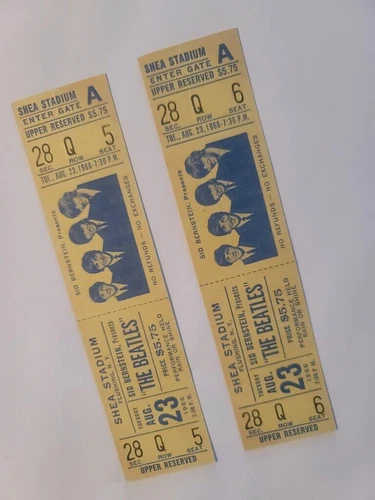 SHEA STADIUM
ENTER GATE A
UPPER RESERVED $5.75
28 Q 5
SEC. ROW SEAT
TUE., AUG. 23, 1966-7:30 P.M.
SID BERNSTEIN, Presents
NO REFUNDS - NO EXCHANGES
SHEA STADIUM
FLUSHING, N.Y.
SID BERNSTEIN, PRESENTS
"THE BEATLES"
PRICE $5.75
PERFORMANCE HELD
RAIN OR SHINE
TUESDAY
AUG.
23
1966
7:30 P.M.
28 Q 5
SEC. ROW SEAT
UPPER RESERVED
SHEA STADIUM
ENTER GATE A
UPPER RESERVED $5.75
28 Q 6
SEC. ROW SEAT
TUE., AUG. 23, 1966-7:30 P.M.
SID BERNSTEIN, Presents
NO REFUNDS - NO EXCHANGES
SHEA STADIUM
FLUSHING, N.Y.
SID BERNSTEIN, PRESENTS
"THE BEATLES"
PRICE $5.75
PERFORMANCE HELD
RAIN OR SHINE
TUESDAY
AUG.
23
1966
7:30 P.M.
28 Q 6
SEC. ROW SEAT
UPPER RESERVED